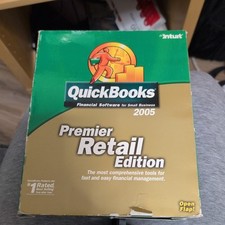 intuit
QuickBooks
Financial Software for Small Business
2005
Premier
Retail
Edition
The most comprehensive tools for
fast and easy financial management.
#1 Rated
Open
Flap